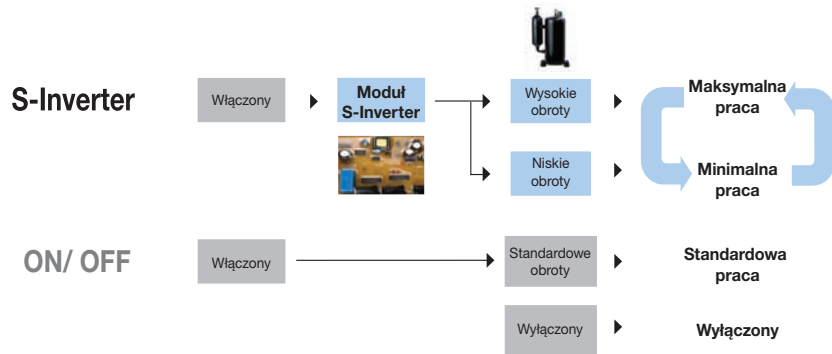 S-Inverter
Włączony
Moduł
S-Inverter
Wysokie
obroty
Maksymalna
praca
Niskie
obroty
Minimalna
praca
ON/ OFF
Włączony
Standardowe
obroty
Standardowa
praca
Wyłączony
Wyłączony